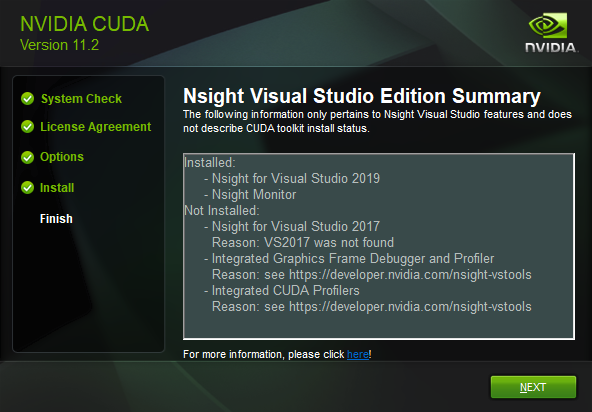 NVIDIA CUDA
Version 11.2
NVIDIA.
System Check
License Agreement
Options
Install
Finish
Nsight Visual Studio Edition Summary
The following information only pertains to Nsight Visual Studio features and does
not describe CUDA toolkit install status.
Installed:
- Nsight for Visual Studio 2019
- Nsight Monitor
Not Installed:
- Nsight for Visual Studio 2017
Reason: VS2017 was not found
- Integrated Graphics Frame Debugger and Profiler
Reason: see https://developer.nvidia.com/nsight-vstools
- Integrated CUDA Profilers
Reason: see https://developer.nvidia.com/nsight-vstools
For more information, please click here!
NEXT